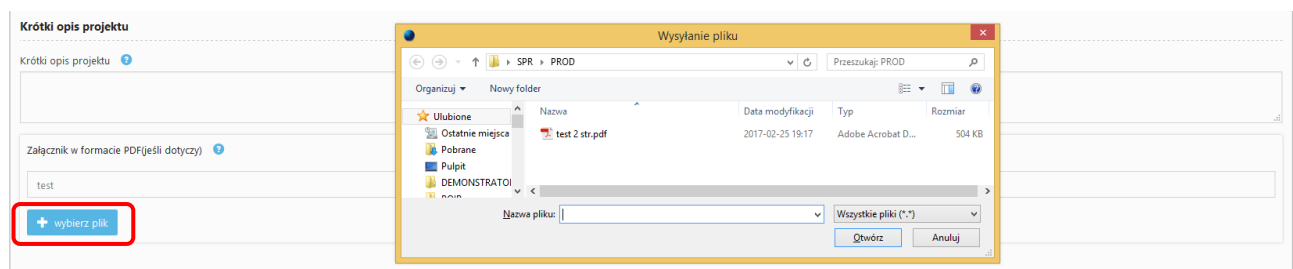 Krótki opis projektu
Krótki opis projektu ?
Załącznik w formacie PDF(jeśli dotyczy) ?
test
+ wybierz plik
Wysyłanie pliku
SPR ▸ PROD
Przeszukaj: PROD
Organizuj Nowy folder
Nazwa Data modyfikacji Typ Rozmiar
Ulubione
Ostatnie miejsca
Pobrane
Pulpit
DEMONSTRATO
test 2 str.pdf 2017-02-25 19:17 Adobe Acrobat D... 504 KB
Nazwa pliku: Wszystkie pliki (*.*)
Otwórz Anuluj